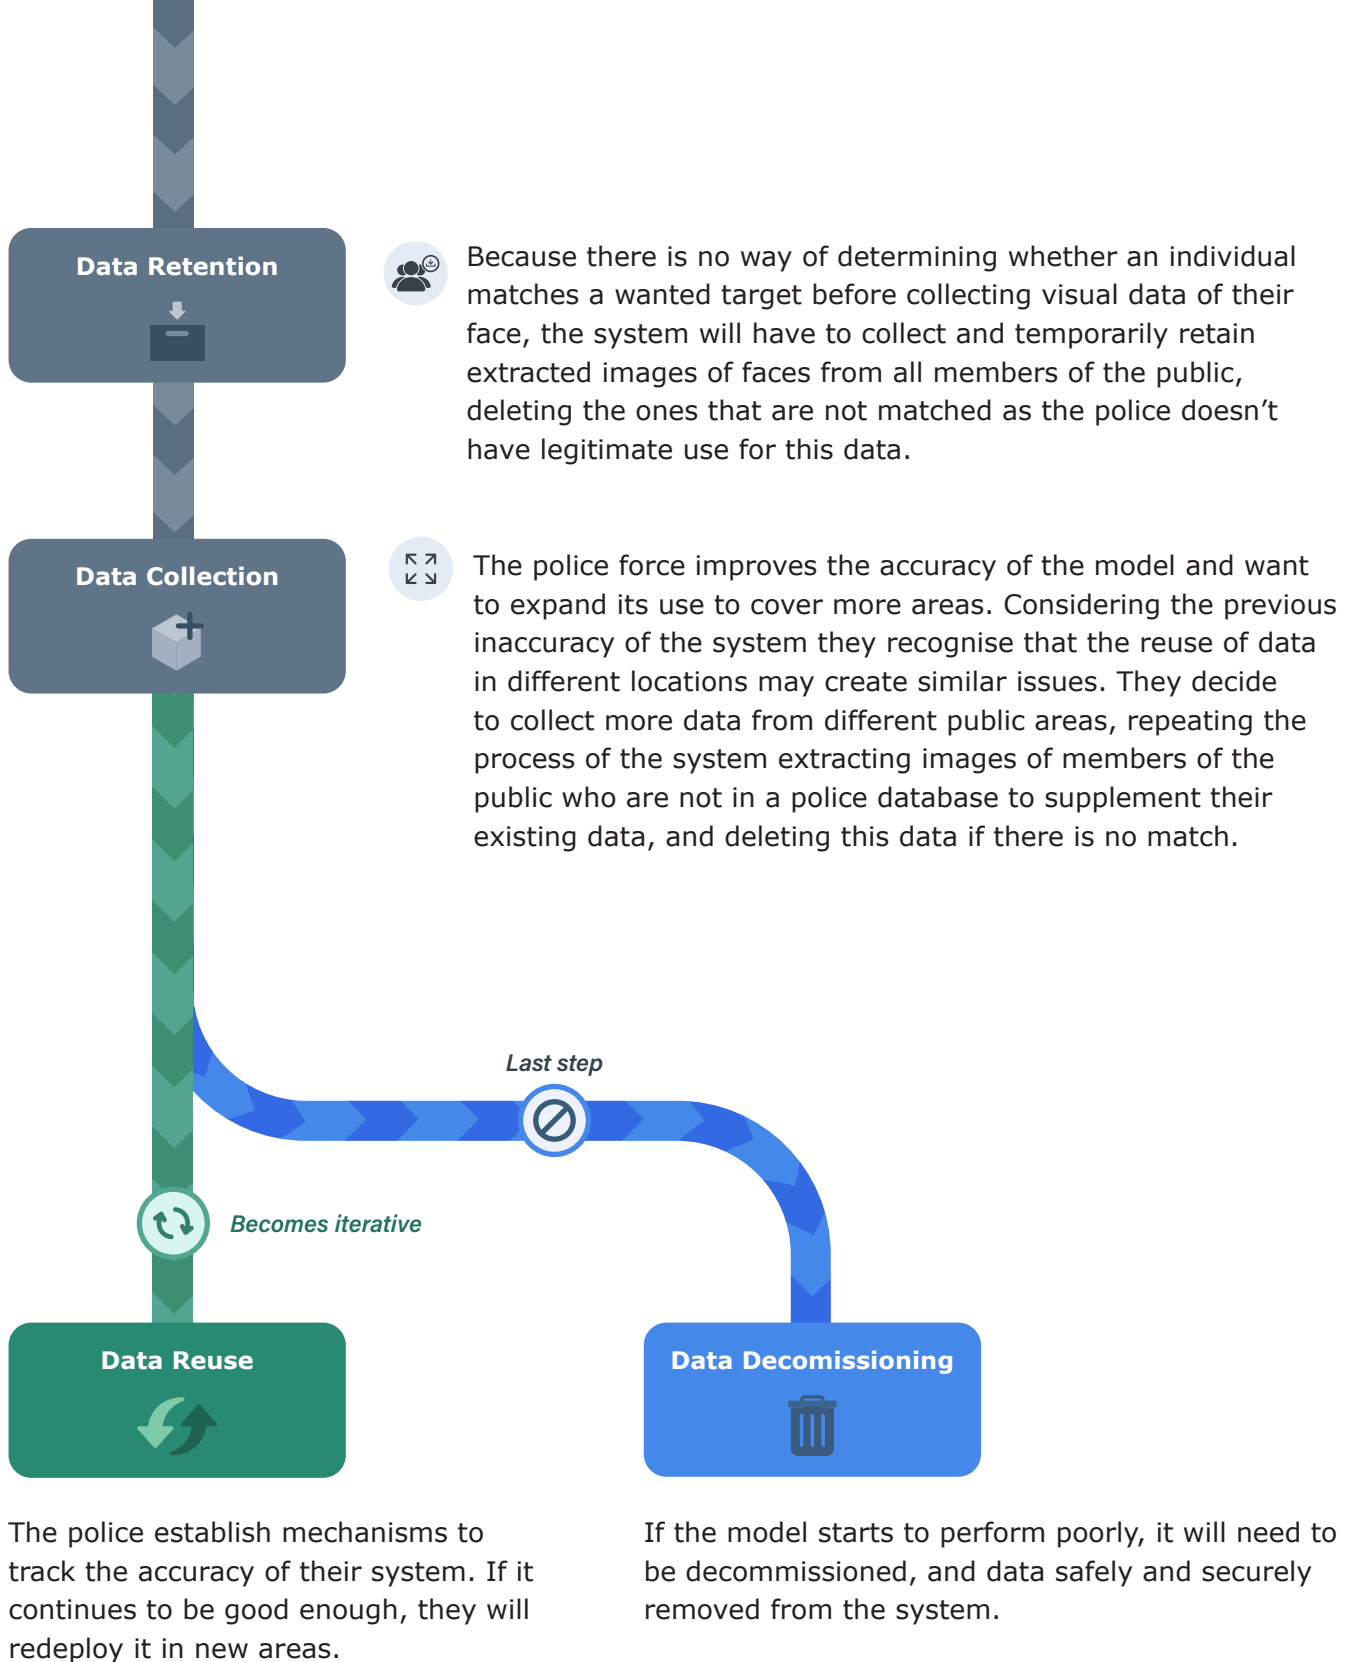 Data Retention
Because there is no way of determining whether an individual
matches a wanted target before collecting visual data of their
face, the system will have to collect and temporarily retain
extracted images of faces from all members of the public,
deleting the ones that are not matched as the police doesn’t
have legitimate use for this data.
Data Collection
The police force improves the accuracy of the model and want
to expand its use to cover more areas. Considering the previous
inaccuracy of the system they recognise that the reuse of data
in different locations may create similar issues. They decide
to collect more data from different public areas, repeating the
process of the system extracting images of members of the
public who are not in a police database to supplement their
existing data, and deleting this data if there is no match.
Last step
Becomes iterative
Data Reuse
The police establish mechanisms to
track the accuracy of their system. If it
continues to be good enough, they will
redeploy it in new areas.
Data Decomissioning
If the model starts to perform poorly, it will need to
be decommissioned, and data safely and securely
removed from the system.